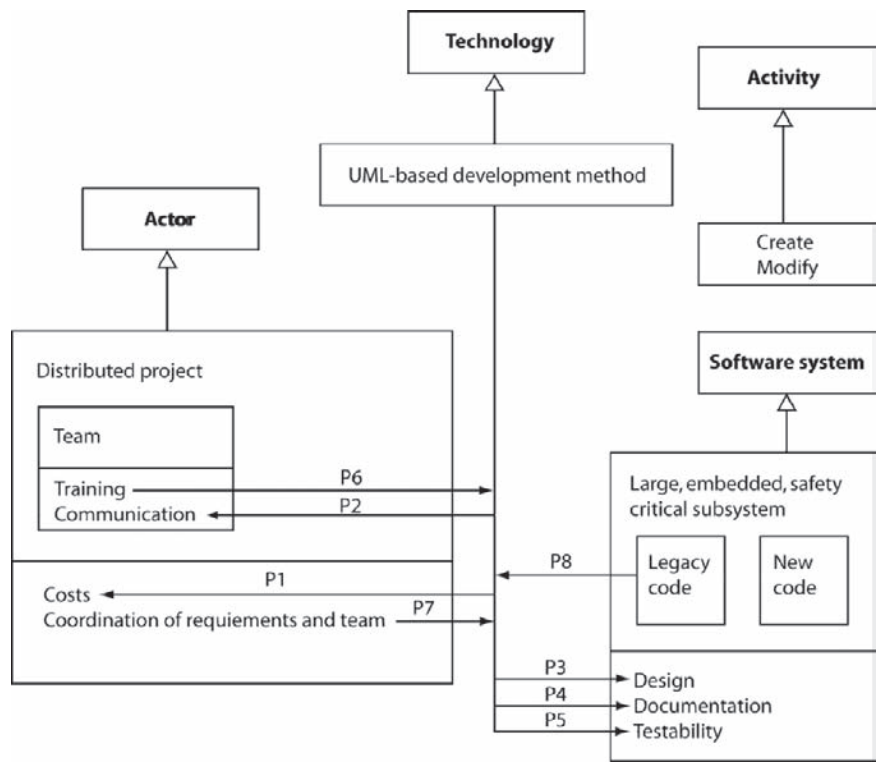 Technology
Activity
UML-based development method
Actor
Create
Modify
Distributed project
Software system
Team
Training
P6
Communication
P2
Large, embedded, safety
critical subsystem
P8
Legacy
code
New
code
Costs
P1
Coordination of requiements and team
P7
P3
Design
P4
Documentation
P5
Testability